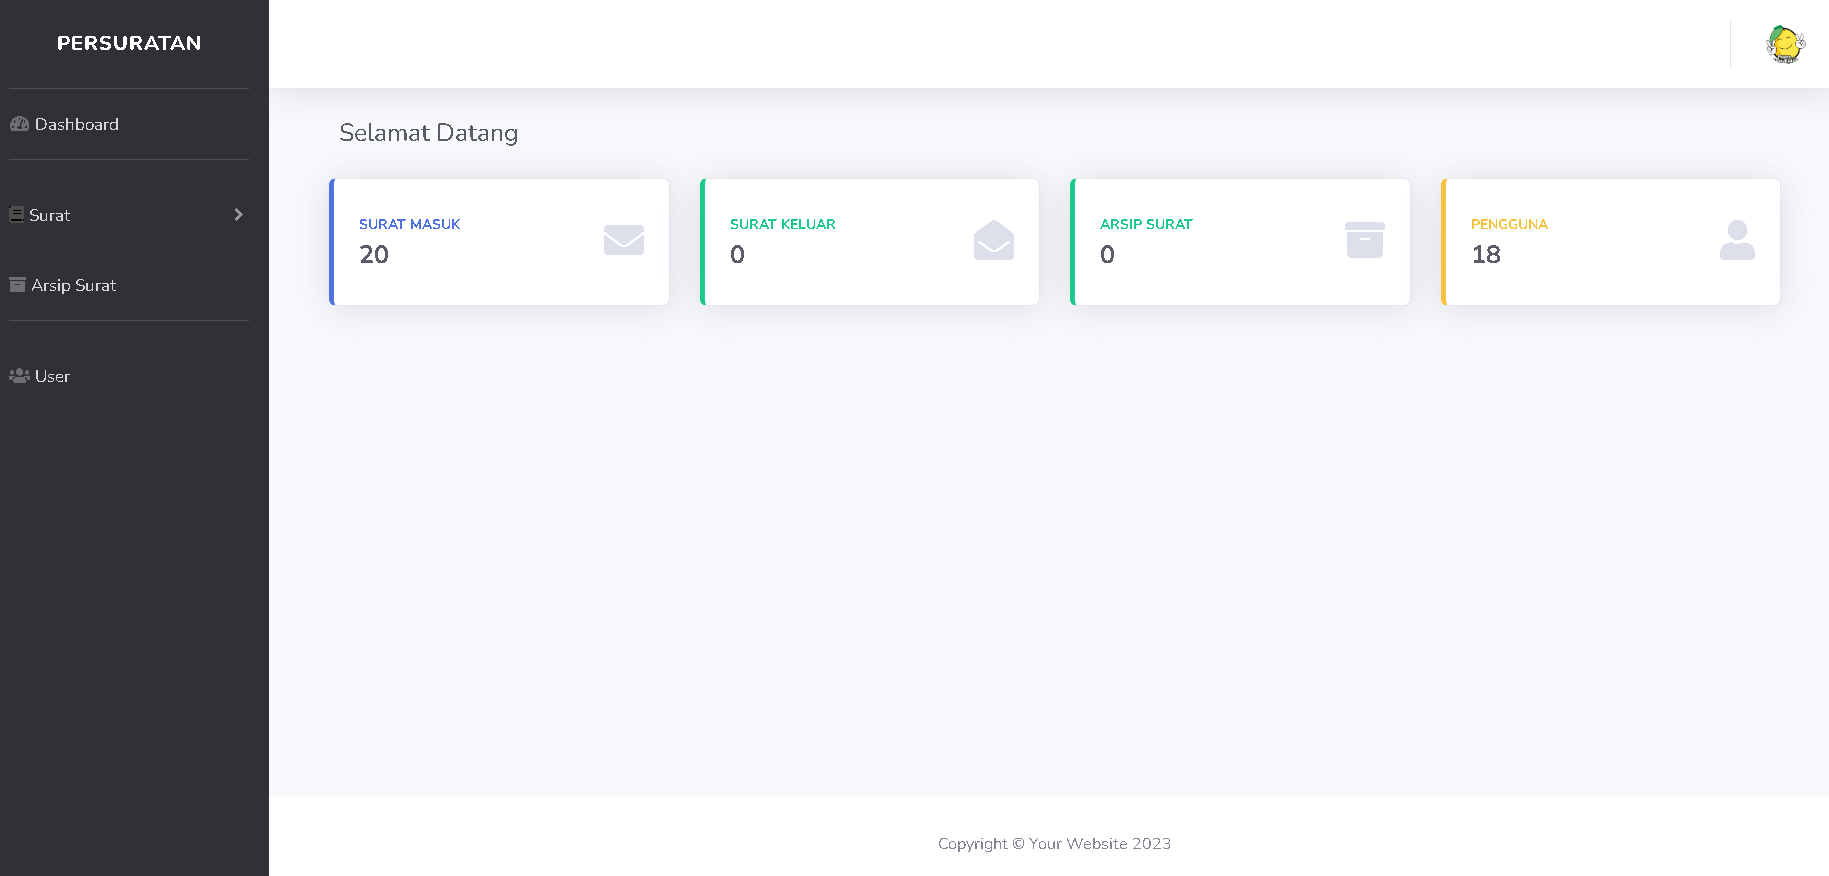 PERSURATAN
Dashboard
Surat
Arsip Surat
User
Selamat Datang
SURAT MASUK
20
SURAT KELUAR
0
ARSIP SURAT
0
PENGGUNA
18
Copyright © Your Website 2023